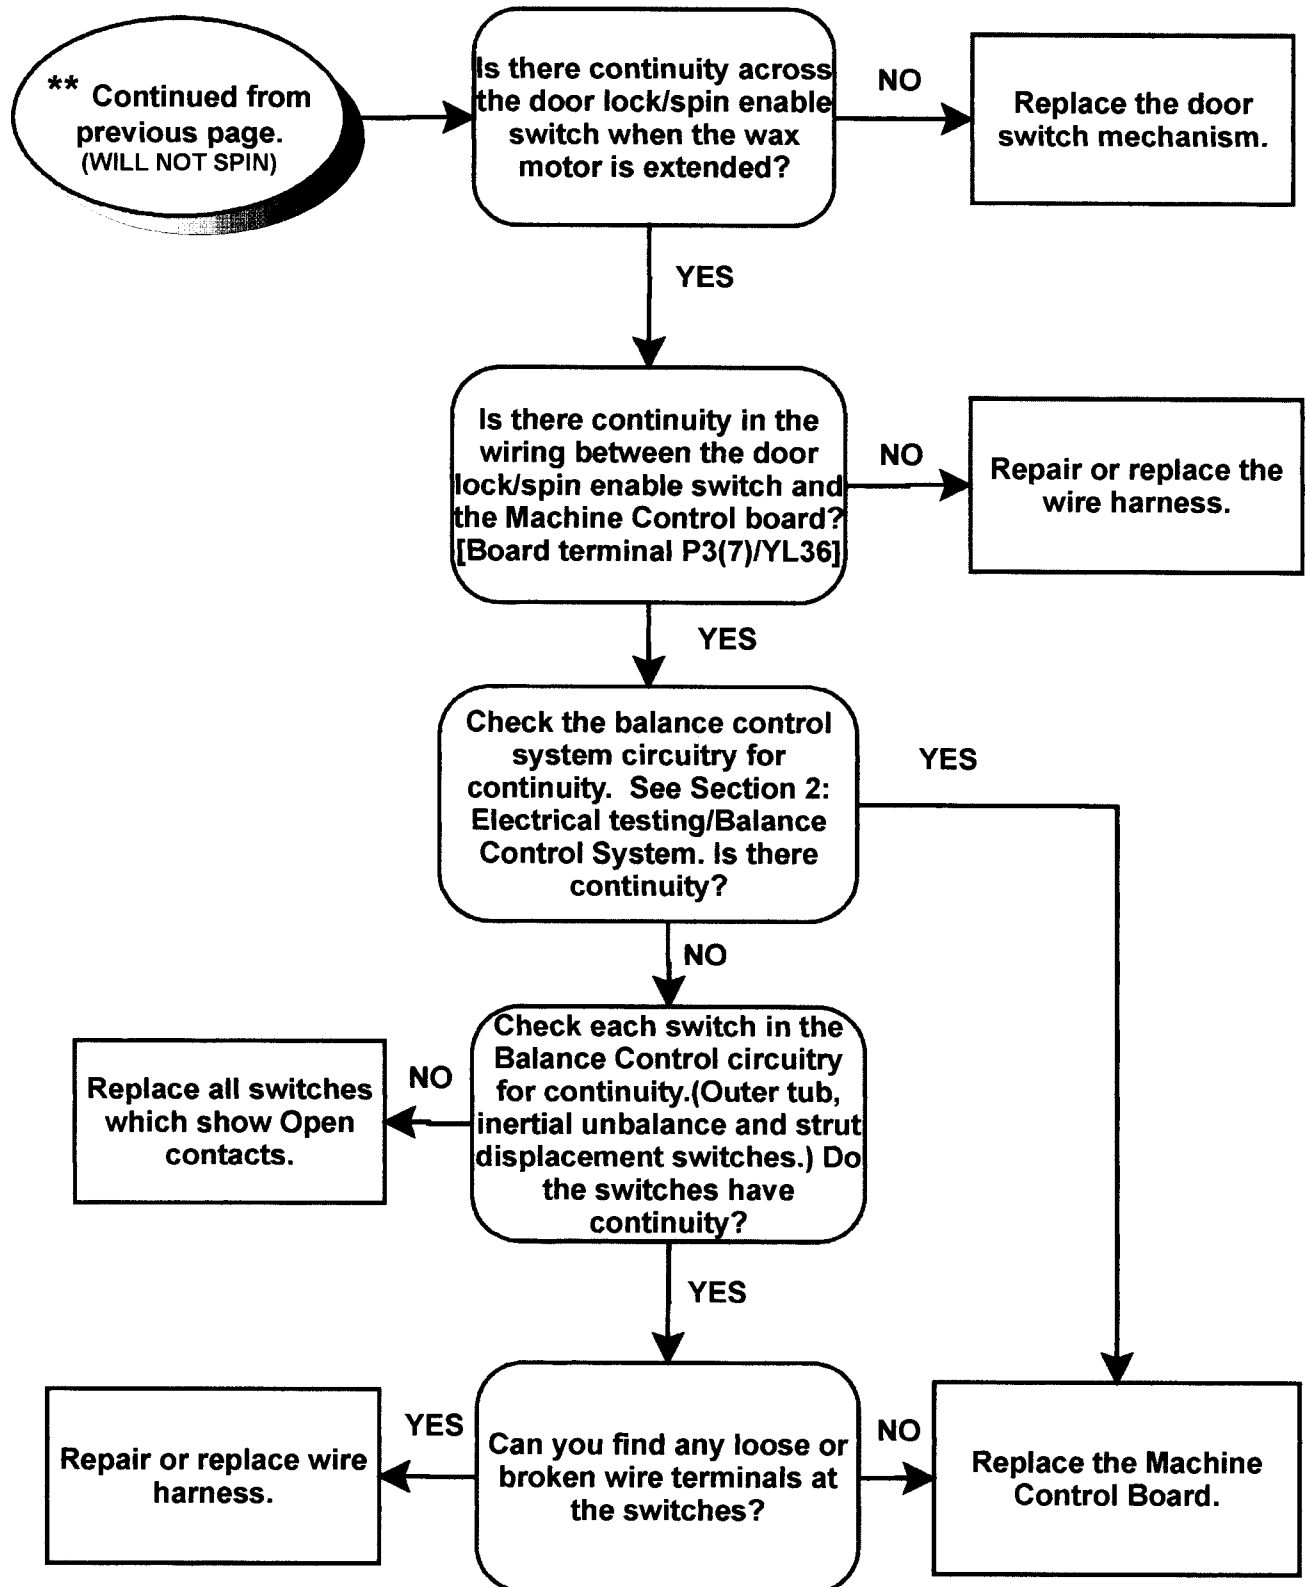 ** Continued from
previous page.
(WILL NOT SPIN)
Is there continuity across
the door lock/spin enable
switch when the wax
motor is extended?
NO
Replace the door
switch mechanism.
YES
Is there continuity in the
wiring between the door
lock/spin enable switch and
the Machine Control board?
[Board terminal P3(7)/YL36]
NO
Repair or replace the
wire harness.
YES
Check the balance control
system circuitry for
continuity.  See Section 2:
Electrical testing/Balance
Control System. Is there
continuity?
YES
NO
Check each switch in the
Balance Control circuitry
for continuity.(Outer tub,
inertial unbalance and strut
displacement switches.) Do
the switches have
continuity?
NO
Replace all switches
which show Open
contacts.
YES
Can you find any loose or
broken wire terminals at
the switches?
YES
Repair or replace wire
harness.
NO
Replace the Machine
Control Board.